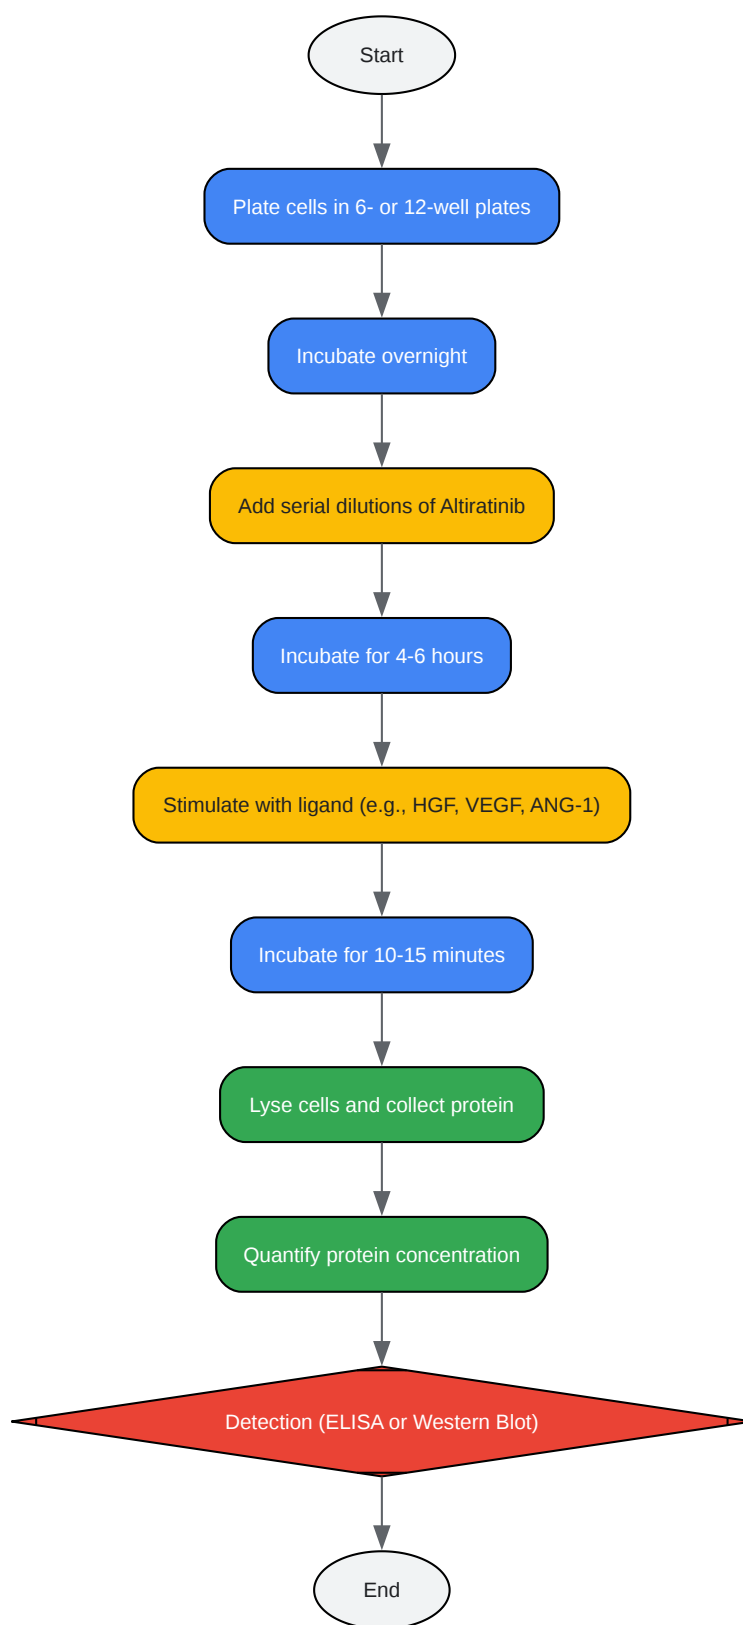 Start
Plate cells in 6- or 12-well plates
Incubate overnight
Add serial dilutions of Altiratinib
Incubate for 4-6 hours
Stimulate with ligand (e.g., HGF, VEGF, ANG-1)
Incubate for 10-15 minutes
Lyse cells and collect protein
Quantify protein concentration
Detection (ELISA or Western Blot)
End